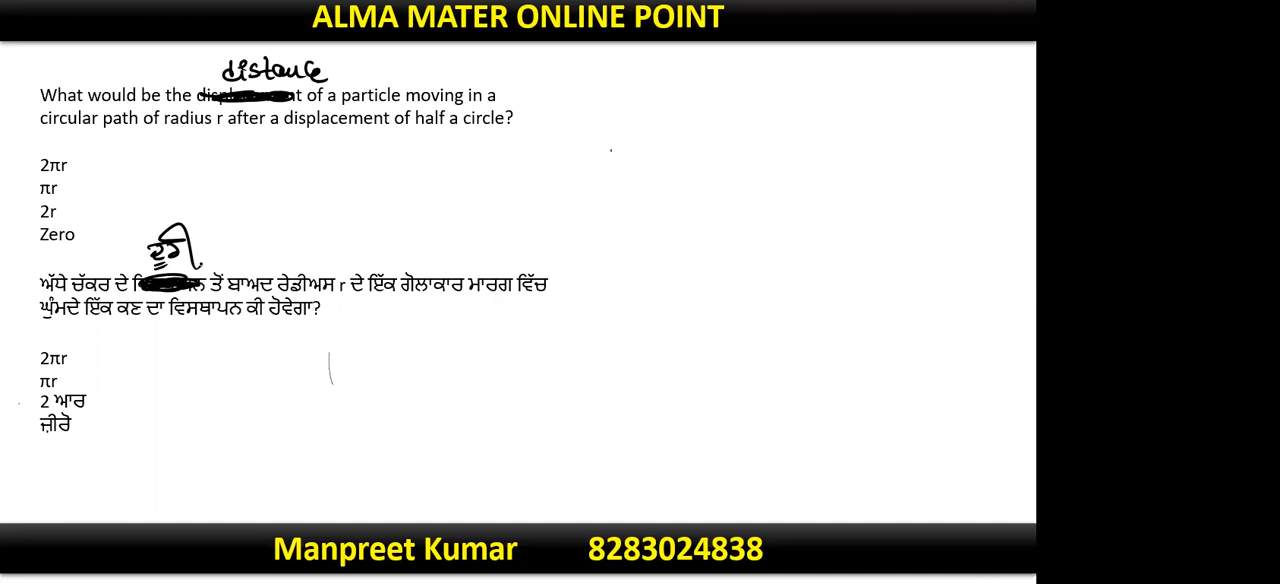 ALMA MATER ONLINE POINT
distance
What would be the of a particle moving in a
circular path of radius r after a displacement of half a circle?
2πr
πr
2r
Zero
ਦੂਰੀ
ਅੱਧੇ ਚੱਕਰ ਦੇ ਤੋਂ ਬਾਅਦ ਰੇਡੀਅਸ r ਦੇ ਇੱਕ ਗੋਲਾਕਾਰ ਮਾਰਗ ਵਿੱਚ
ਘੁੰਮਦੇ ਇੱਕ ਕਣ ਦਾ ਵਿਸਥਾਪਨ ਕੀ ਹੋਵੇਗਾ?
2πr
πr
2 ਆਰ
ਜ਼ੀਰੋ
Manpreet Kumar 8283024838